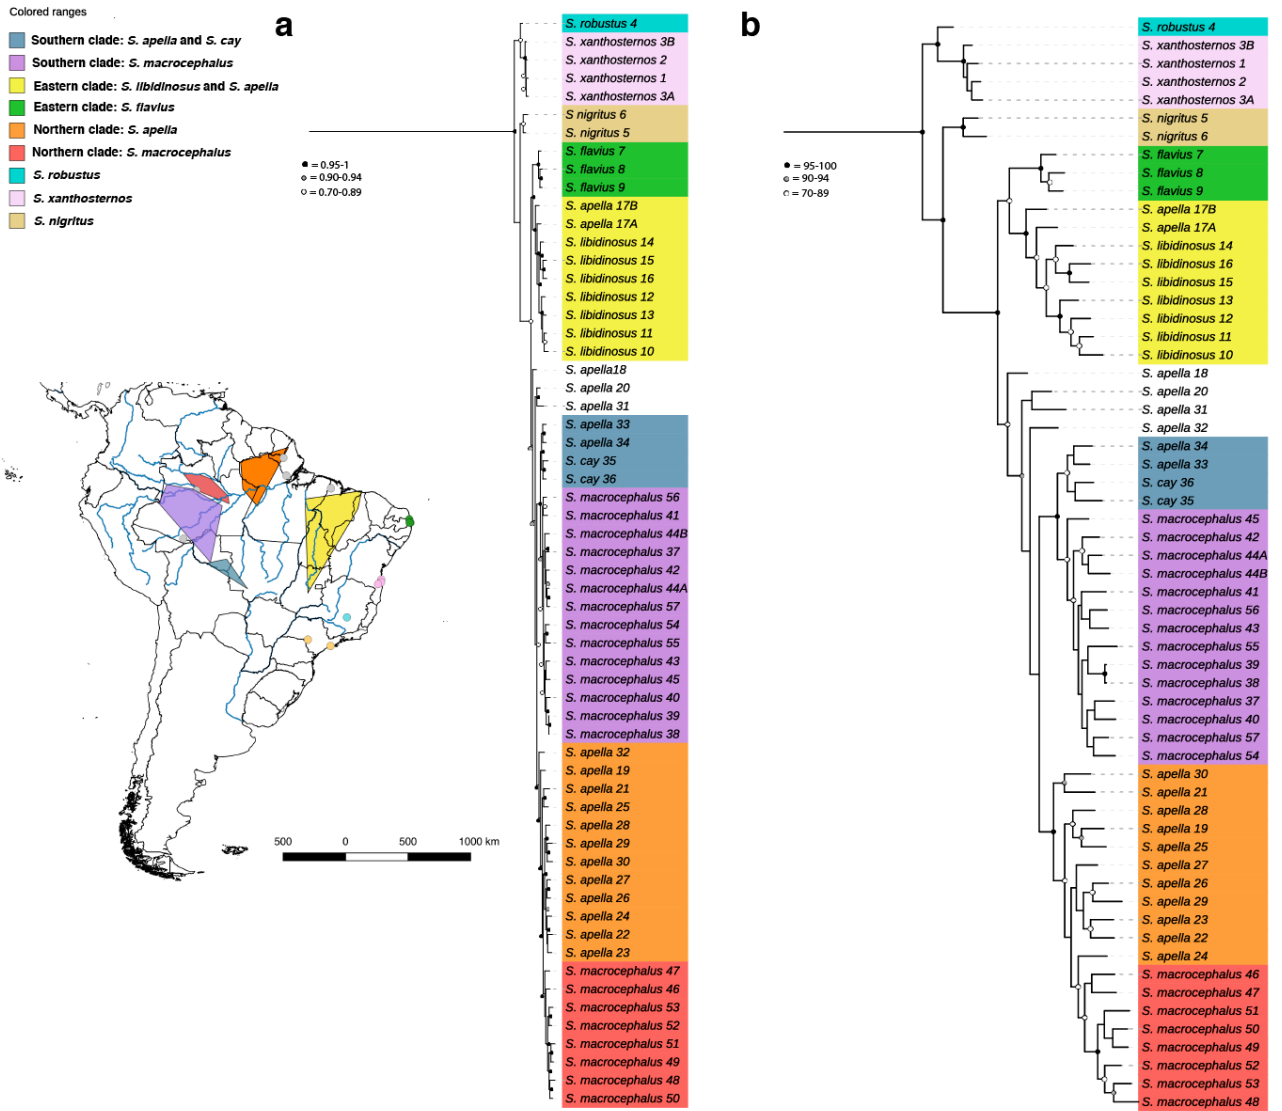 Colored ranges
Southern clade: S. apella and S. cay
Southern clade: S. macrocephalus
Eastern clade: S. libidinosus and S. apella
Eastern clade: S. flavius
Northern clade: S. apella
Northern clade: S. macrocephalus
S. robustus
S. xanthosternos
S. nigritus
500 0 500 1000 km
a
= 0.95-1
= 0.90-0.94
= 0.70-0.89
S. robustus 4
S. xanthosternos 3B
S. xanthosternos 2
S. xanthosternos 1
S. xanthosternos 3A
S nigritus 6
S. nigritus 5
S. flavius 7
S. flavius 8
S. flavius 9
S. apella 17B
S. apella 17A
S. libidinosus 14
S. libidinosus 15
S. libidinosus 16
S. libidinosus 12
S. libidinosus 13
S. libidinosus 11
S. libidinosus 10
S. apella18
S. apella 20
S. apella 31
S. apella 33
S. apella 34
S. cay 35
S. cay 36
S. macrocephalus 56
S. macrocephalus 41
S. macrocephalus 44B
S. macrocephalus 37
S. macrocephalus 42
S. macrocephalus 44A
S. macrocephalus 57
S. macrocephalus 54
S. macrocephalus 55
S. macrocephalus 43
S. macrocephalus 45
S. macrocephalus 40
S. macrocephalus 39
S. macrocephalus 38
S. apella 32
S. apella 19
S. apella 21
S. apella 25
S. apella 28
S. apella 29
S. apella 30
S. apella 27
S. apella 26
S. apella 24
S. apella 22
S. apella 23
S. macrocephalus 47
S. macrocephalus 46
S. macrocephalus 53
S. macrocephalus 52
S. macrocephalus 51
S. macrocephalus 49
S. macrocephalus 48
S. macrocephalus 50
b
= 95-100
= 90-94
= 70-89
S. robustus 4
S. xanthosternos 3B
S. xanthosternos 1
S. xanthosternos 2
S. xanthosternos 3A
S. nigritus 5
S. nigritus 6
S. flavius 7
S. flavius 8
S. flavius 9
S. apella 17B
S. apella 17A
S. libidinosus 14
S. libidinosus 16
S. libidinosus 15
S. libidinosus 13
S. libidinosus 12
S. libidinosus 11
S. libidinosus 10
S. apella 18
S. apella 20
S. apella 31
S. apella 32
S. apella 34
S. apella 33
S. cay 36
S. cay 35
S. macrocephalus 45
S. macrocephalus 42
S. macrocephalus 44A
S. macrocephalus 44B
S. macrocephalus 41
S. macrocephalus 56
S. macrocephalus 43
S. macrocephalus 55
S. macrocephalus 39
S. macrocephalus 38
S. macrocephalus 37
S. macrocephalus 40
S. macrocephalus 57
S. macrocephalus 54
S. apella 30
S. apella 21
S. apella 28
S. apella 19
S. apella 25
S. apella 27
S. apella 26
S. apella 29
S. apella 23
S. apella 22
S. apella 24
S. macrocephalus 46
S. macrocephalus 47
S. macrocephalus 51
S. macrocephalus 50
S. macrocephalus 49
S. macrocephalus 52
S. macrocephalus 53
S. macrocephalus 48